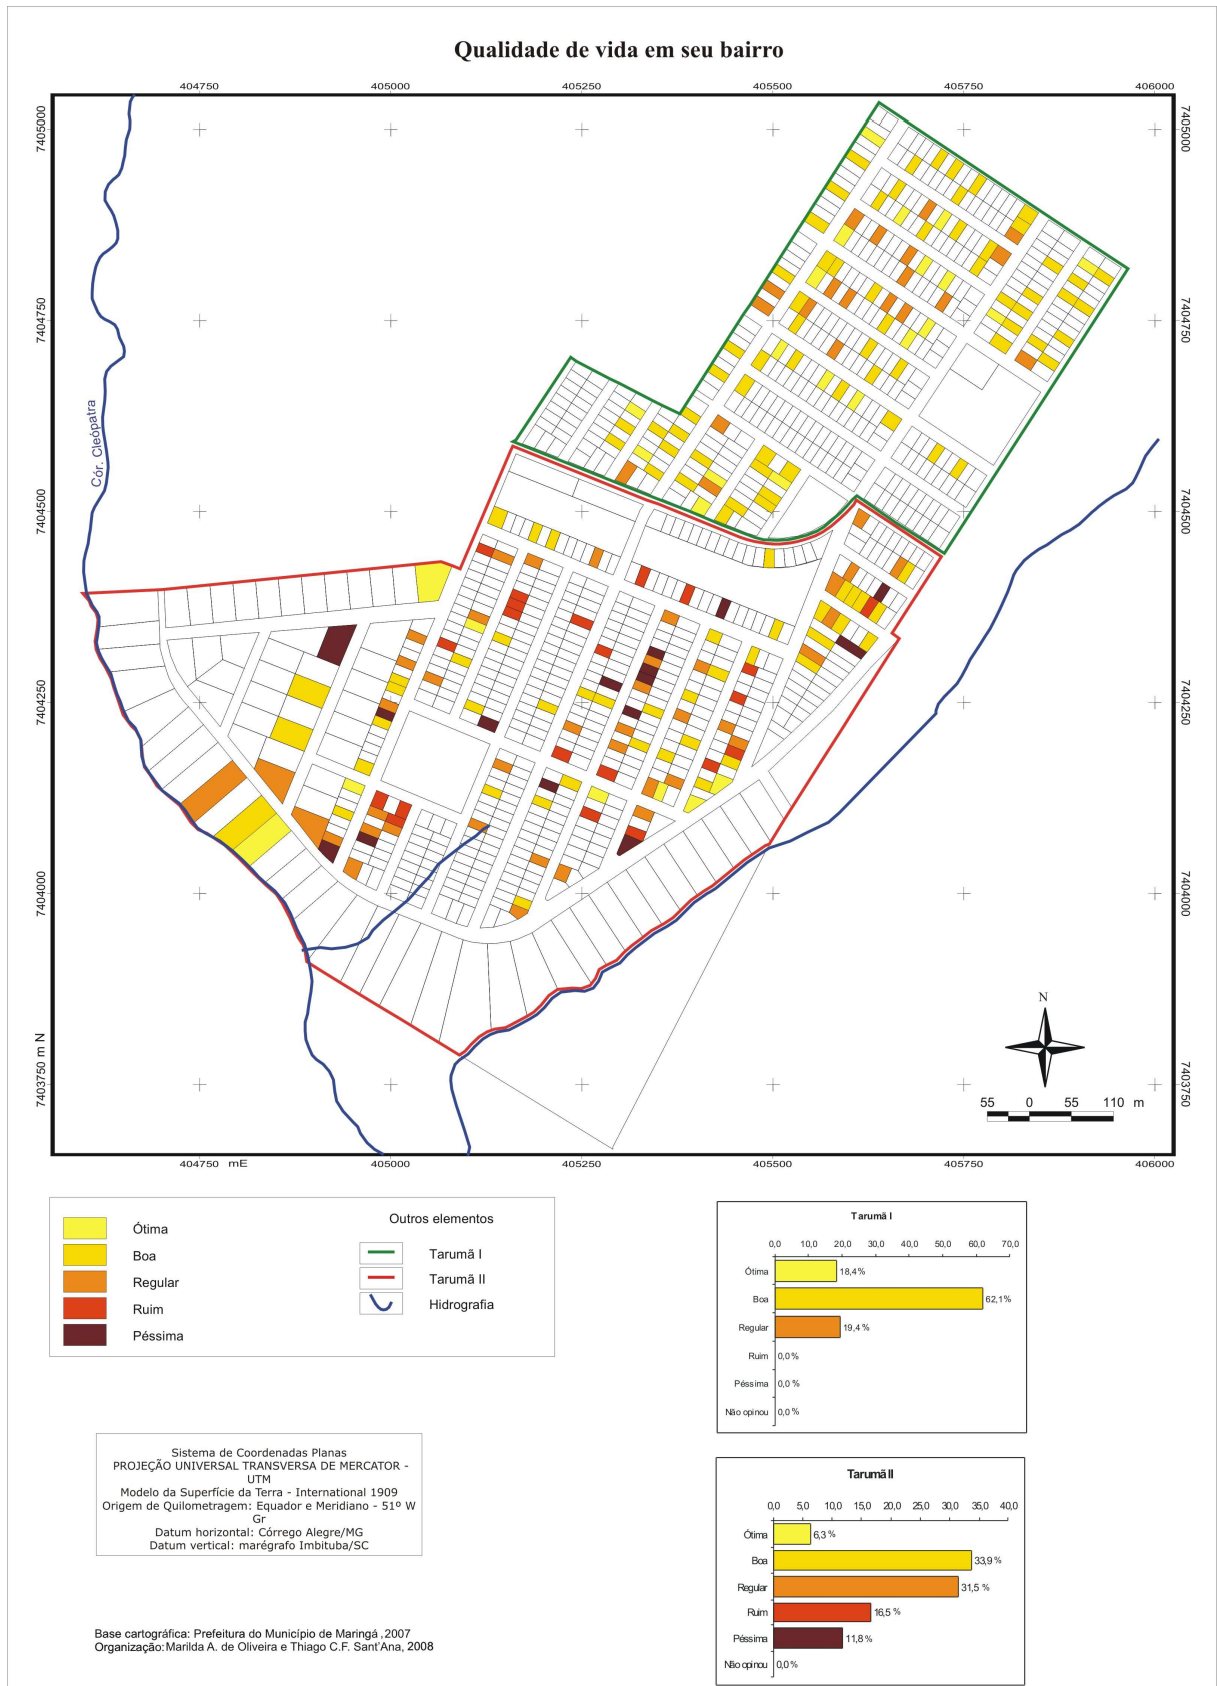 Qualidade de vida em seu bairro
404750 405000 405250 405500 405750 406000
7405000 7405000
7404750 7404750
Cór. Cleópatra
7404500 7404500
7404250 7404250
7404000 7404000
N
7403750 m N 7403750
55 0 55 110 m
404750 mE 405000 405250 405500 405750 406000
Ótima
Boa
Regular
Ruim
Péssima
Outros elementos
Tarumã I
Tarumã II
Hidrografia
Tarumã I
0,0 10,0 20,0 30,0 40,0 50,0 60,0 70,0
Ótima 18,4%
Boa 62,1%
Regular 19,4 %
Ruim 0,0 %
Péssima 0,0 %
Não opinou 0,0 %
Sistema de Coordenadas Planas
PROJEÇÃO UNIVERSAL TRANSVERSA DE MERCATOR -
UTM
Modelo da Superfície da Terra - International 1909
Origem de Quilometragem: Equador e Meridiano - 51º W
Gr
Datum horizontal: Córrego Alegre/MG
Datum vertical: marégrafo Imbituba/SC
Tarumã II
0,0 5,0 10,0 15,0 20,0 25,0 30,0 35,0 40,0
Ótima 6,3 %
Boa 33,9 %
Regular 31,5 %
Ruim 16,5 %
Péssima 11,8 %
Não opinou 0,0 %
Base cartográfica: Prefeitura do Município de Maringá, 2007
Organização: Marilda A. de Oliveira e Thiago C.F. Sant'Ana, 2008